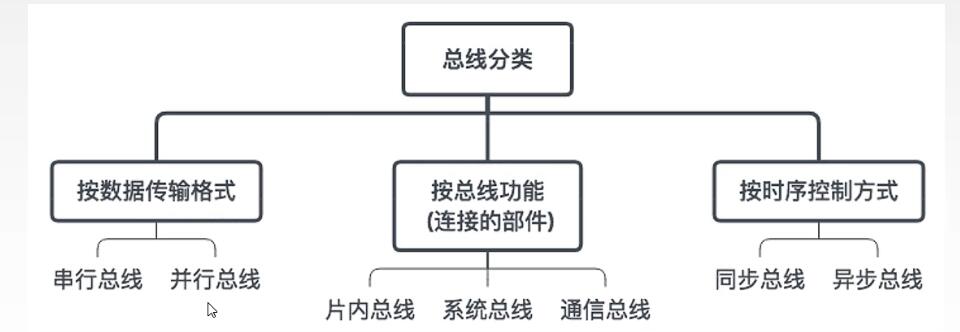 总线分类
按数据传输格式
按总线功能
(连接的部件)
按时序控制方式
串行总线
并行总线
片内总线
系统总线
通信总线
同步总线
异步总线